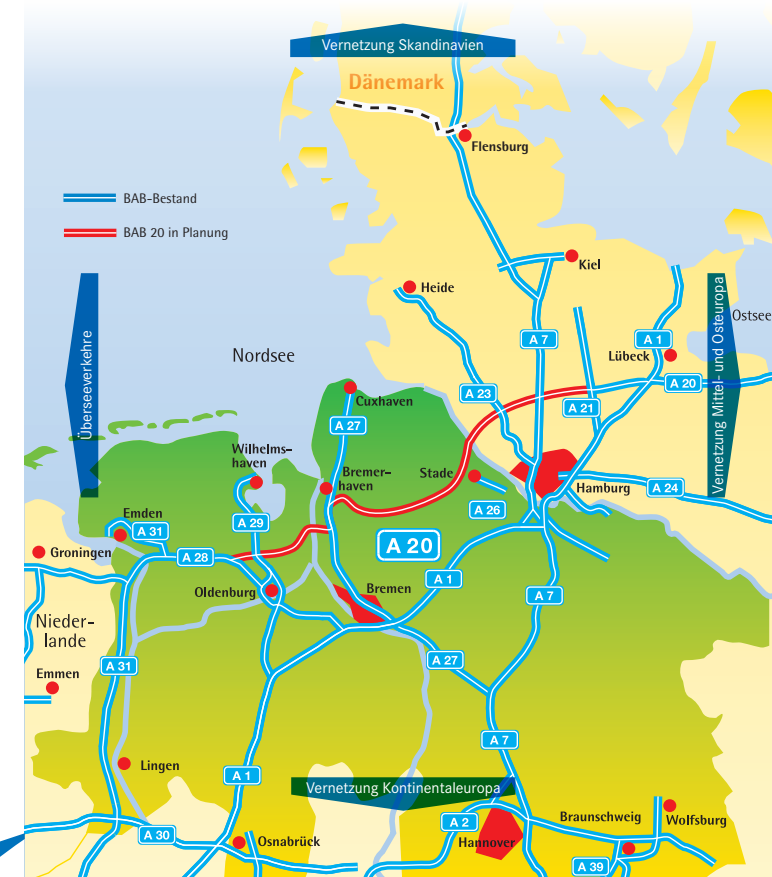 Vernetzung Skandinavien
Dänemark
Flensburg
BAB-Bestand
BAB 20 in Planung
Kiel
Heide
Überseeverkehre
Vernetzung Mittel- und Osteuropa
Ostsee
Nordsee
A 7
A 1
Lübeck
A 20
A 23
A 21
Cuxhaven
A 27
Wilhelms-
haven
Bremer-
haven
Stade
Hamburg
A 24
Emden
A 31
A 29
A 26
Groningen
A 28
A 20
Oldenburg
Bremen
A 1
A 7
Nieder-
lande
Emmen
A 31
A 27
A 7
Lingen
A 1
Vernetzung Kontinentaleuropa
A 30
Osnabrück
A 2
Hannover
Braunschweig
Wolfsburg
A 39